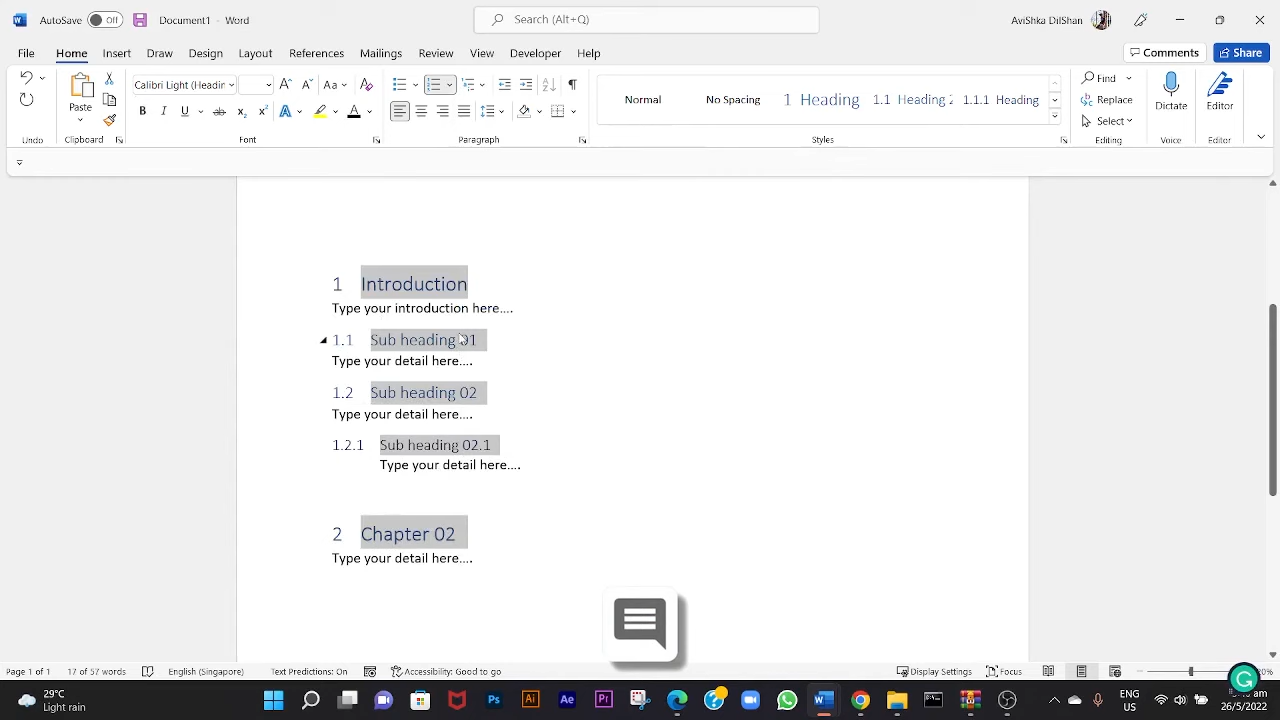 AutoSave Off Document1 - Word Search (Alt+Q) AviShka DilShan
File Home Insert Draw Design Layout References Mailings Review View Developer Help Comments Share
Paste Calibri Light (Headin Aa Normal No Spacing 1 Heading 1.1 Heading 1.1.1 Heading Find Replace Select Dictate Editor
Undo Clipboard Font Paragraph Styles Editing Voice Editor
1 Introduction
Type your introduction here....
1.1 Sub heading 01
Type your detail here....
1.2 Sub heading 02
Type your detail here....
1.2.1 Sub heading 02.1
Type your detail here....
2 Chapter 02
Type your detail here....
Page 1 of 1 17 of 57 words English (Singapore) Text Predictions: On Accessibility: Good to go Display Settings Focus
29°C
Light rain
ENG
US
26/5/2022